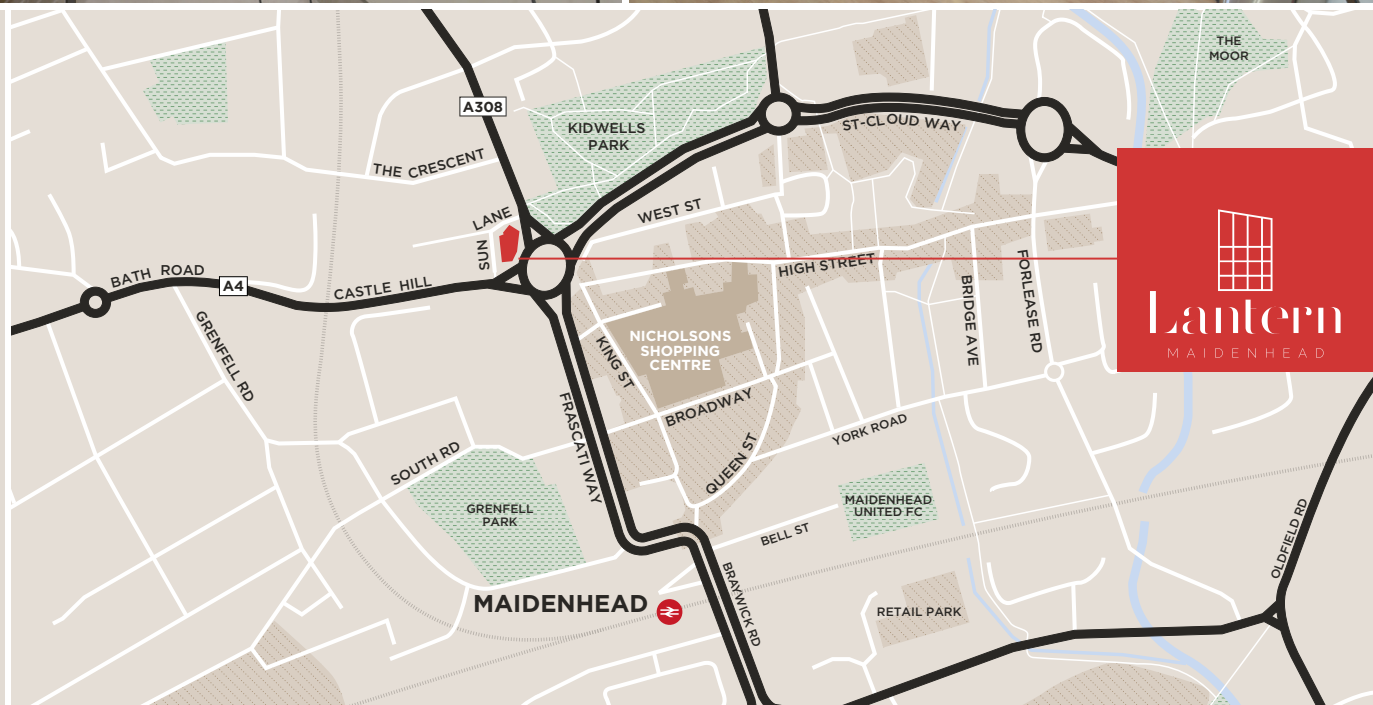 THE
MOOR
A308
KIDWELLS
PARK
ST-CLOUD WAY
THE CRESCENT
LANE
SUN
WEST ST
BATH ROAD
A4
CASTLE HILL
HIGH STREET
FORLEASE RD
BRIDGE AVE
Lantern
MAIDENHEAD
GRENFELL RD
KING ST
NICHOLSONS
SHOPPING
CENTRE
BROADWAY
FRASCATI WAY
YORK ROAD
QUEEN ST
SOUTH RD
GRENFELL
PARK
MAIDENHEAD
UNITED FC
BELL ST
OLDFIELD RD
BRAYWICK RD
MAIDENHEAD
RETAIL PARK